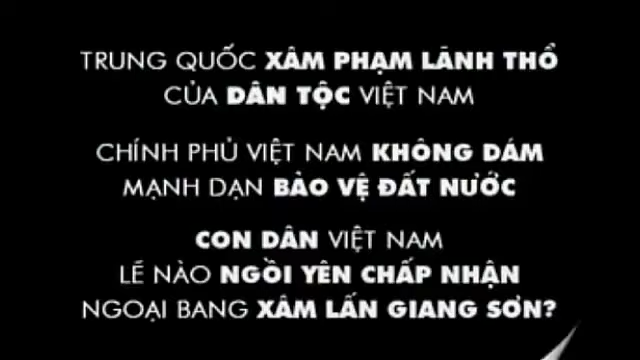 TRUNG QUỐC XÂM PHẠM LÃNH THỔ
CỦA DÂN TỘC VIỆT NAM
CHÍNH PHỦ VIỆT NAM KHÔNG DÁM
MẠNH DẠN BÀO VỆ ĐẤT NƯỚC
CON DÂN VIỆT NAM
LẼ NÀO NGỒI YÊN CHẤP NHẬN
NGOẠI BANG XÂM LẤN GIANG SƠN?